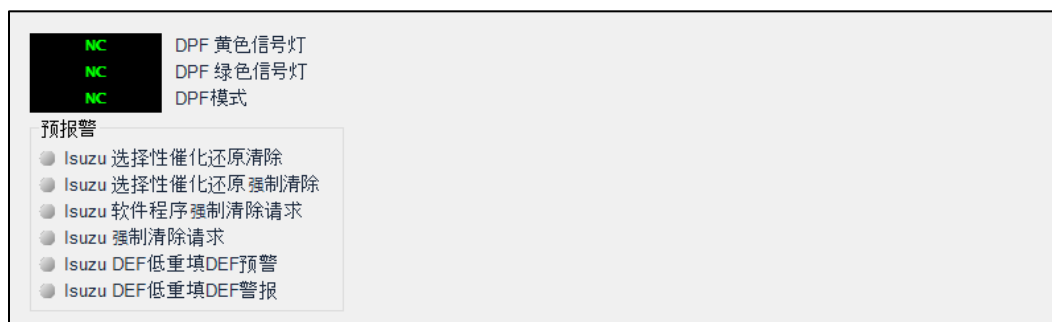 NC DPF 黄色信号灯
NC DPF 绿色信号灯
NC DPF模式
预报警
Isuzu 选择性催化还原清除
Isuzu 选择性催化还原强制清除
Isuzu 软件程序强制清除请求
Isuzu 强制清除请求
Isuzu DEF低重填DEF预警
Isuzu DEF低重填DEF警报